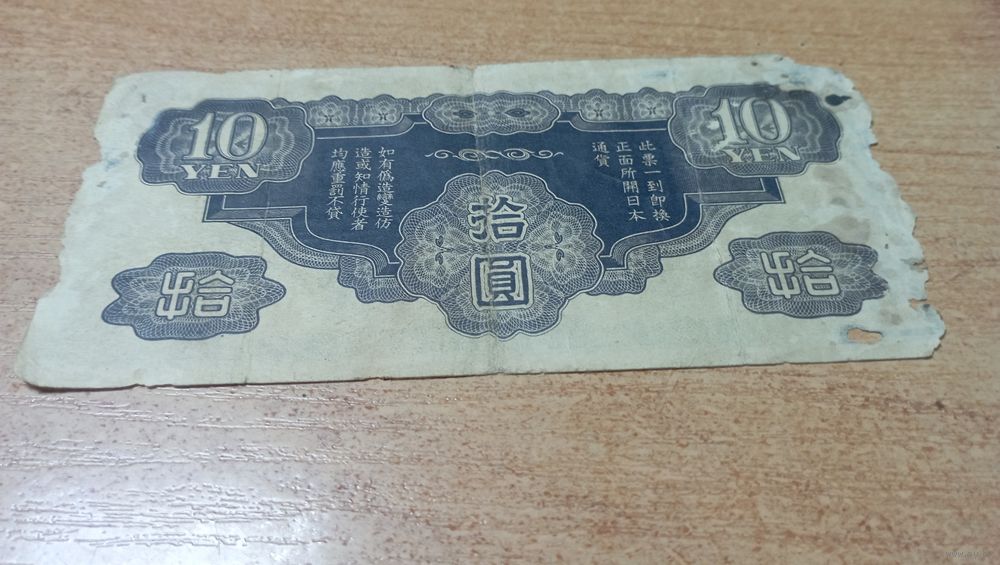 10 YEN
10 YEN
此票一到即換
正面所開日本
通貨
如有偽造變造仿
造或知情行使者
均應重罰不貸
拾圓
拾
拾